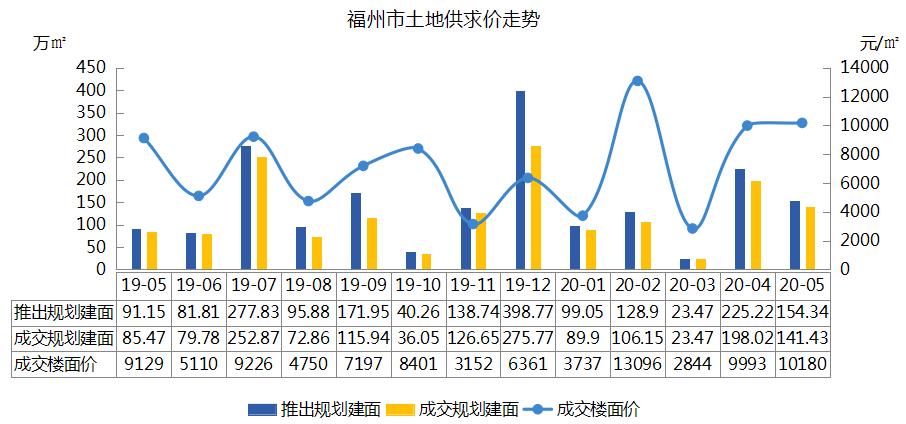 福州市土地供求价走势
万㎡ 元/㎡
450 14000
400 12000
350 10000
300 8000
250 6000
200 4000
150 2000
100 0
50
0
19-05 19-06 19-07 19-08 19-09 19-10 19-11 19-12 20-01 20-02 20-03 20-04 20-05
推出规划建面 91.15 81.81 277.83 95.88 171.95 40.26 138.74 398.77 99.05 128.9 23.47 225.22 154.34
成交规划建面 85.47 79.78 252.87 72.86 115.94 36.05 126.65 275.77 89.9 106.15 23.47 198.02 141.43
成交楼面价 9129 5110 9226 4750 7197 8401 3152 6361 3737 13096 2844 9993 10180
推出规划建面 成交规划建面 成交楼面价